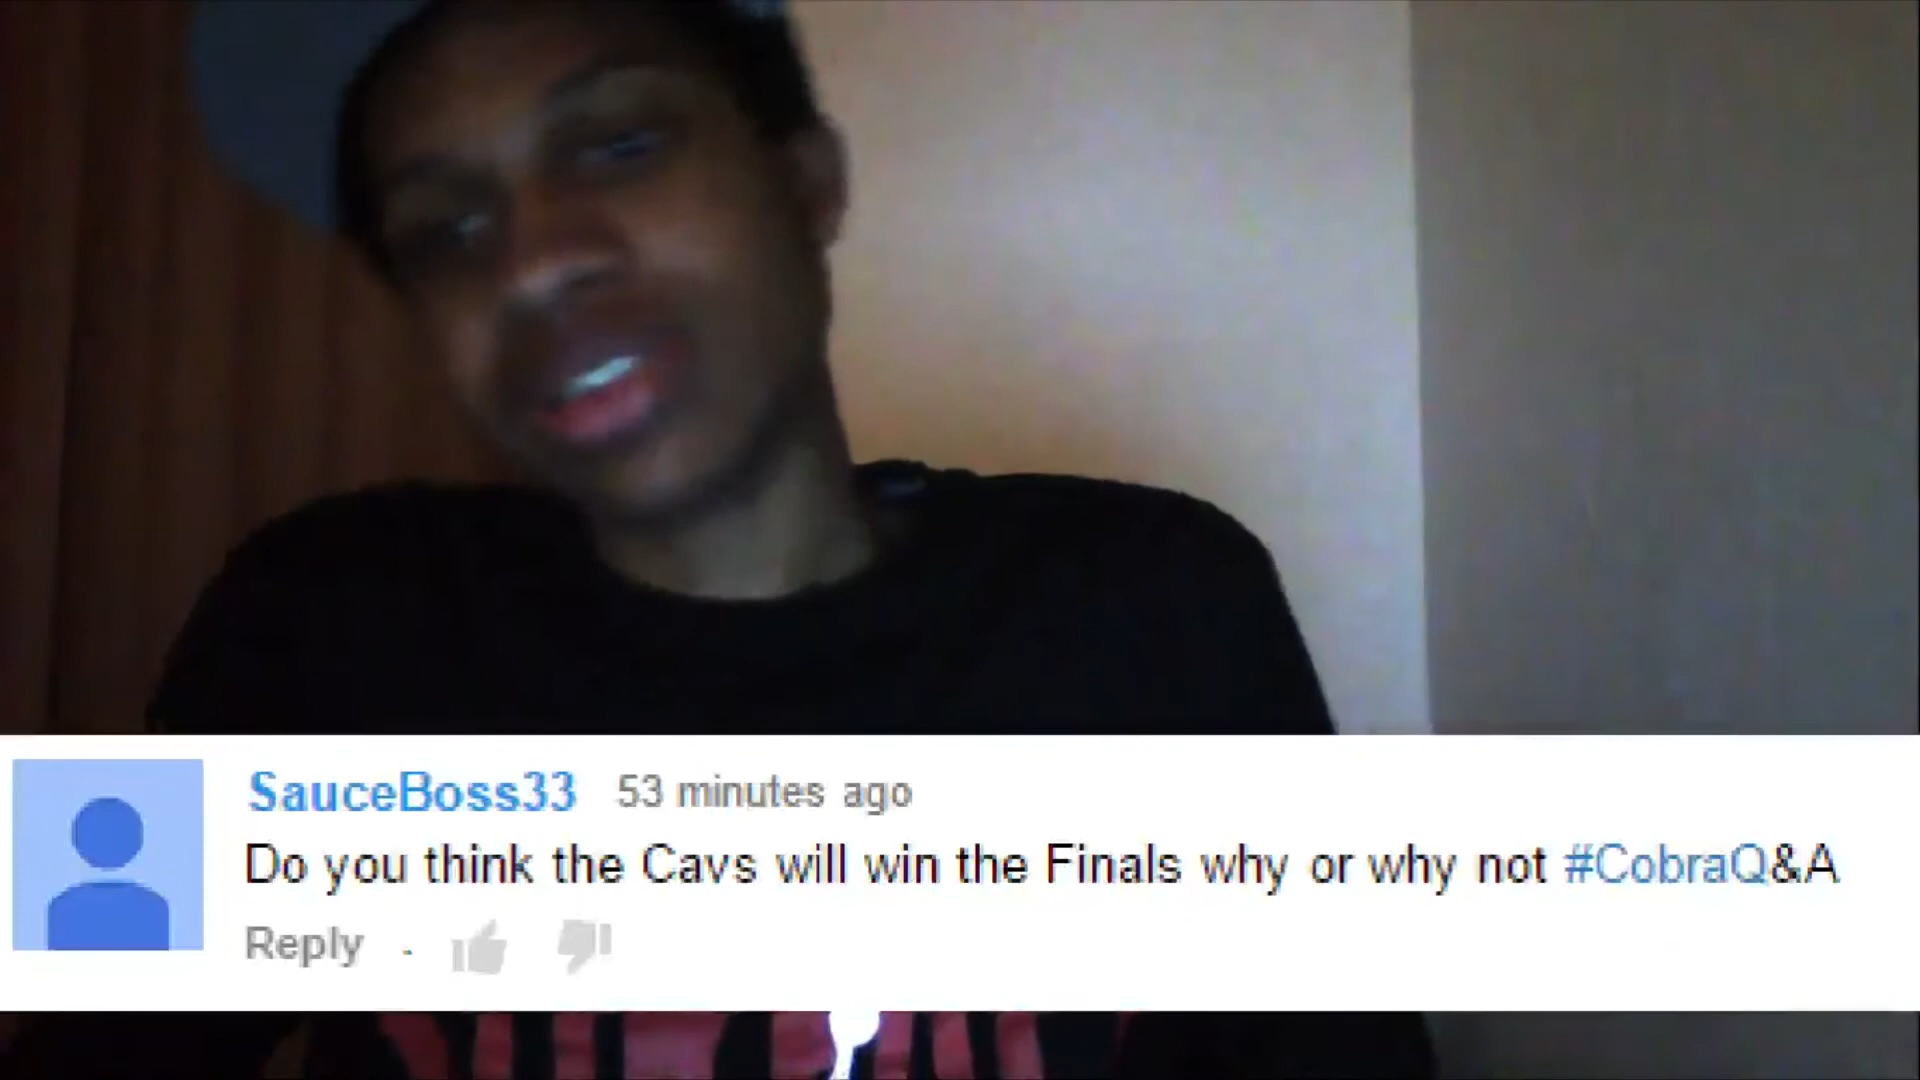 SauceBoss33 53 minutes ago
Do you think the Cavs will win the Finals why or why not #CobraQ&A
Reply .